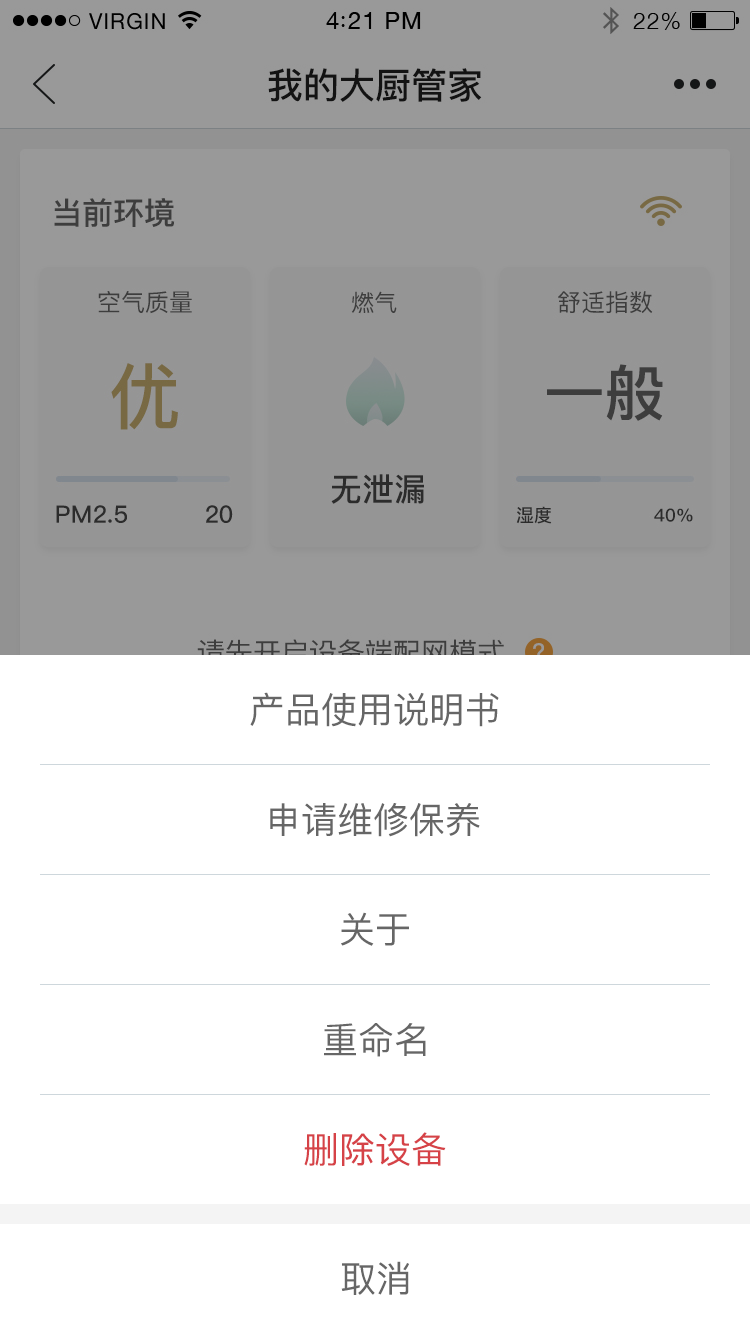 VIRGIN 4:21 PM 22%
我的大厨管家
当前环境
空气质量 燃气 舒适指数
优 一般
无泄漏
PM2.5 20 湿度 40%
请先开启设备端配网模式 ?
产品使用说明书
申请维修保养
关于
重命名
删除设备
取消